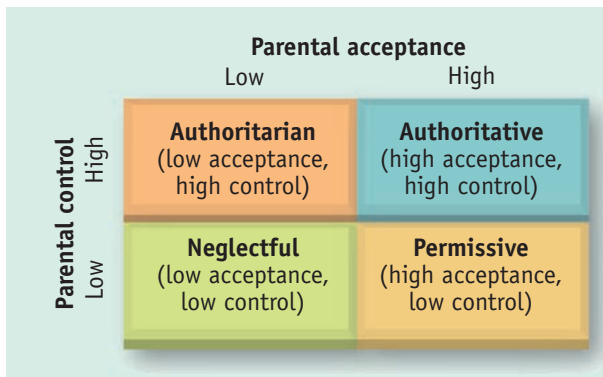 Parental acceptance
Low High
Parental control
High
Low
Authoritarian
(low acceptance,
high control)
Authoritative
(high acceptance,
high control)
Neglectful
(low acceptance,
low control)
Permissive
(high acceptance,
low control)